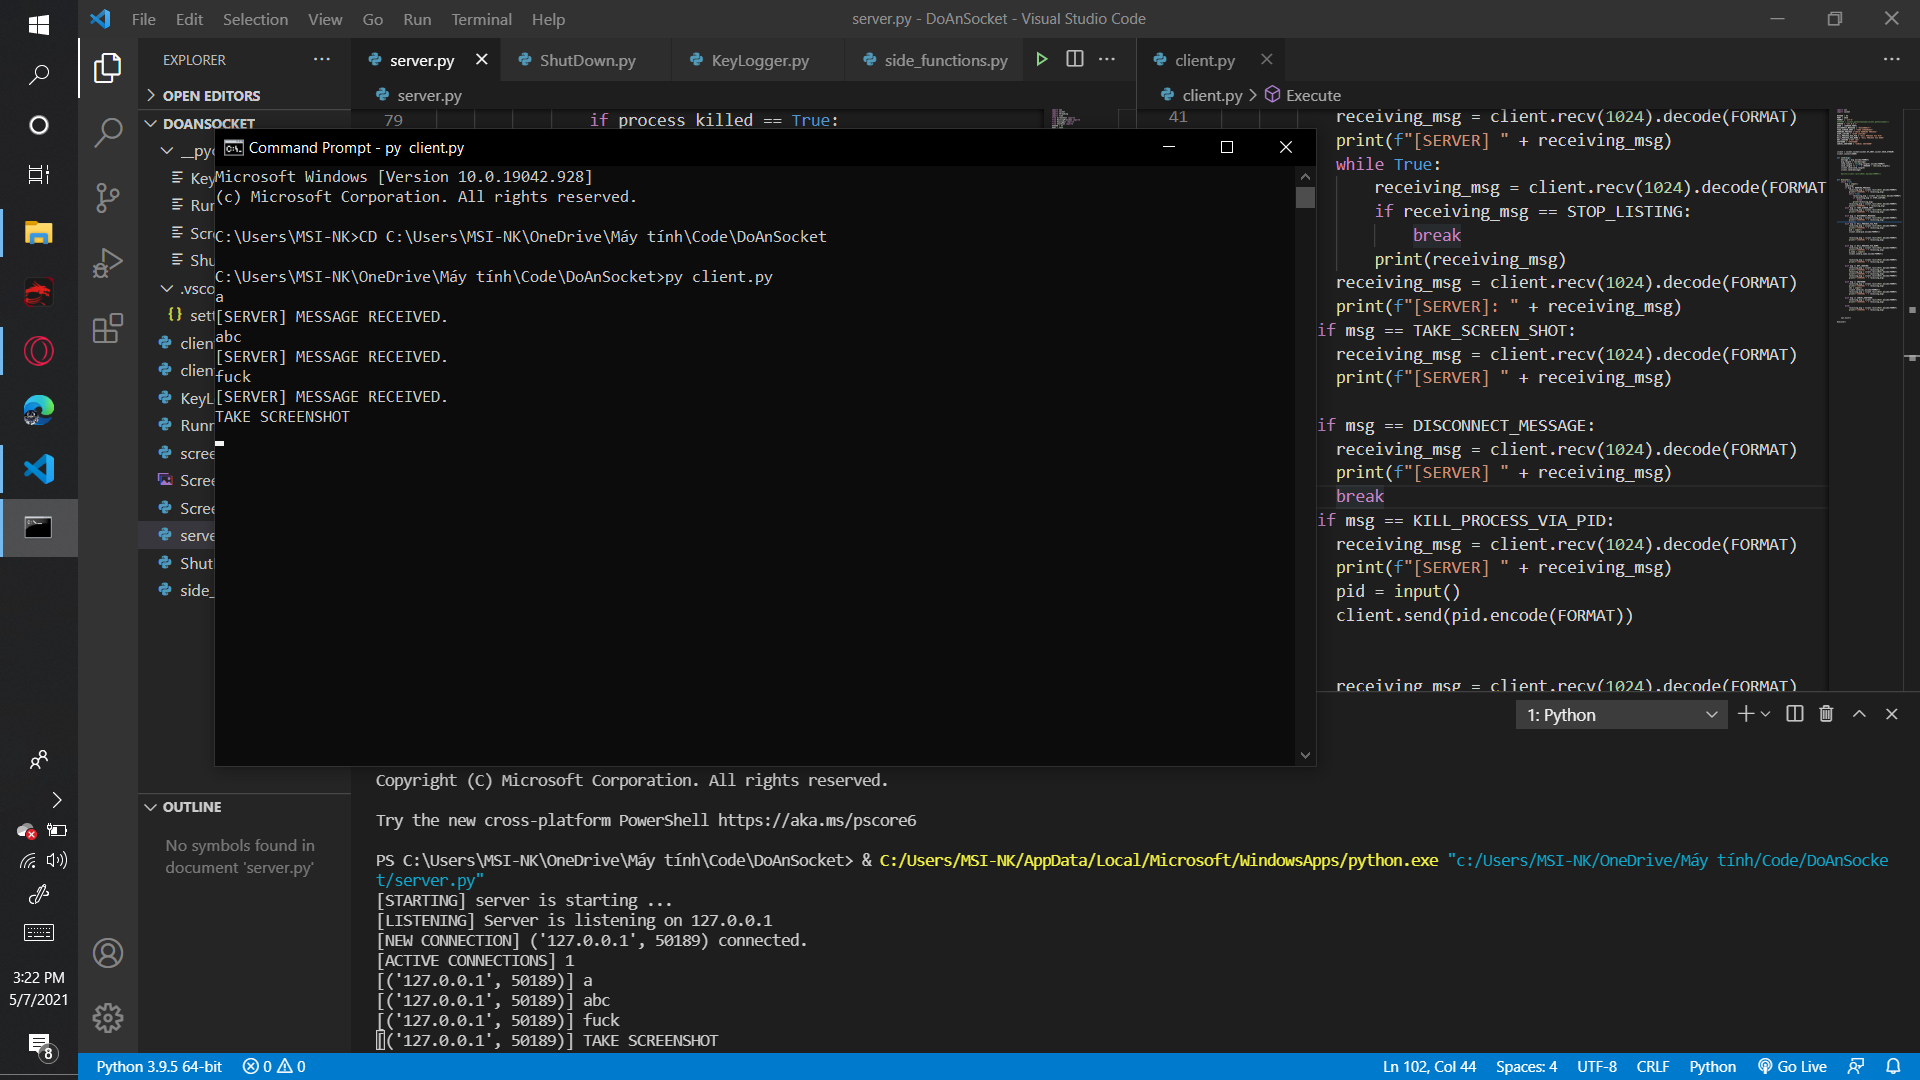 File Edit Selection View Go Run Terminal Help
server.py - DoAnSocket - Visual Studio Code
EXPLORER
server.py
ShutDown.py
KeyLogger.py
side_functions.py
client.py
OPEN EDITORS
server.py
client.py > Execute
DOANSOCKET
79 if process killed == True:
41 receiving_msg = client.recv(1024).decode(FORMAT)
print(f"[SERVER] " + receiving_msg)
while True:
receiving_msg = client.recv(1024).decode(FORMAT
if receiving_msg == STOP_LISTING:
break
print(receiving_msg)
receiving_msg = client.recv(1024).decode(FORMAT)
print(f"[SERVER]: " + receiving_msg)
if msg == TAKE_SCREEN_SHOT:
receiving_msg = client.recv(1024).decode(FORMAT)
print(f"[SERVER] " + receiving_msg)
if msg == DISCONNECT_MESSAGE:
receiving_msg = client.recv(1024).decode(FORMAT)
print(f"[SERVER] " + receiving_msg)
break
if msg == KILL_PROCESS_VIA_PID:
receiving_msg = client.recv(1024).decode(FORMAT)
print(f"[SERVER] " + receiving_msg)
pid = input()
client.send(pid.encode(FORMAT))
receiving_msg = client.recv(1024).decode(FORMAT)
__pyc
Key
Run
Scr
Shu
.vsco
{} sett
clien
clien
KeyL
Runn
scree
Scree
Scree
serve
Shut
side_
Command Prompt - py client.py
Microsoft Windows [Version 10.0.19042.928]
(c) Microsoft Corporation. All rights reserved.
C:\Users\MSI-NK>CD C:\Users\MSI-NK\OneDrive\Máy tính\Code\DoAnSocket
C:\Users\MSI-NK\OneDrive\Máy tính\Code\DoAnSocket>py client.py
a
[SERVER] MESSAGE RECEIVED.
abc
[SERVER] MESSAGE RECEIVED.
fuck
[SERVER] MESSAGE RECEIVED.
TAKE SCREENSHOT
1: Python
Copyright (C) Microsoft Corporation. All rights reserved.
Try the new cross-platform PowerShell https://aka.ms/pscore6
PS C:\Users\MSI-NK\OneDrive\Máy tính\Code\DoAnSocket> & C:/Users/MSI-NK/AppData/Local/Microsoft/WindowsApps/python.exe "c:/Users/MSI-NK/OneDrive/Máy tính/Code/DoAnSocke
t/server.py"
[STARTING] server is starting ...
[LISTENING] Server is listening on 127.0.0.1
[NEW CONNECTION] ('127.0.0.1', 50189) connected.
[ACTIVE CONNECTIONS] 1
[('127.0.0.1', 50189)] a
[('127.0.0.1', 50189)] abc
[('127.0.0.1', 50189)] fuck
[('127.0.0.1', 50189)] TAKE SCREENSHOT
OUTLINE
No symbols found in
document 'server.py'
3:22 PM
5/7/2021
8
Python 3.9.5 64-bit 0 0
Ln 102, Col 44 Spaces: 4 UTF-8 CRLF Python Go Live